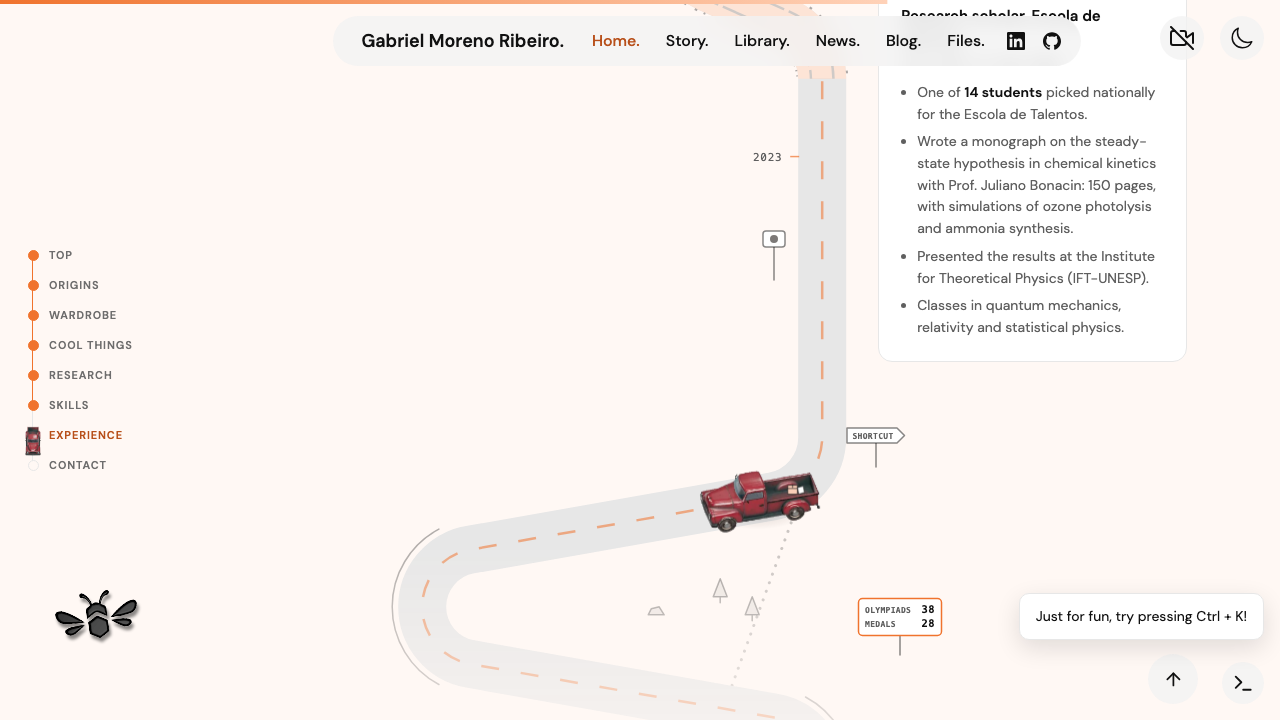 Research scholar, Escola de
Gabriel Moreno Ribeiro. Home. Story. Library. News. Blog. Files.
One of 14 students picked nationally
for the Escola de Talentos.
Wrote a monograph on the steady-
state hypothesis in chemical kinetics
with Prof. Juliano Bonacin: 150 pages,
with simulations of ozone photolysis
and ammonia synthesis.
Presented the results at the Institute
for Theoretical Physics (IFT-UNESP).
Classes in quantum mechanics,
relativity and statistical physics.
2023
TOP
ORIGINS
WARDROBE
COOL THINGS
RESEARCH
SKILLS
EXPERIENCE
CONTACT
SHORTCUT
OLYMPIADS 38
MEDALS 28
Just for fun, try pressing Ctrl + K!